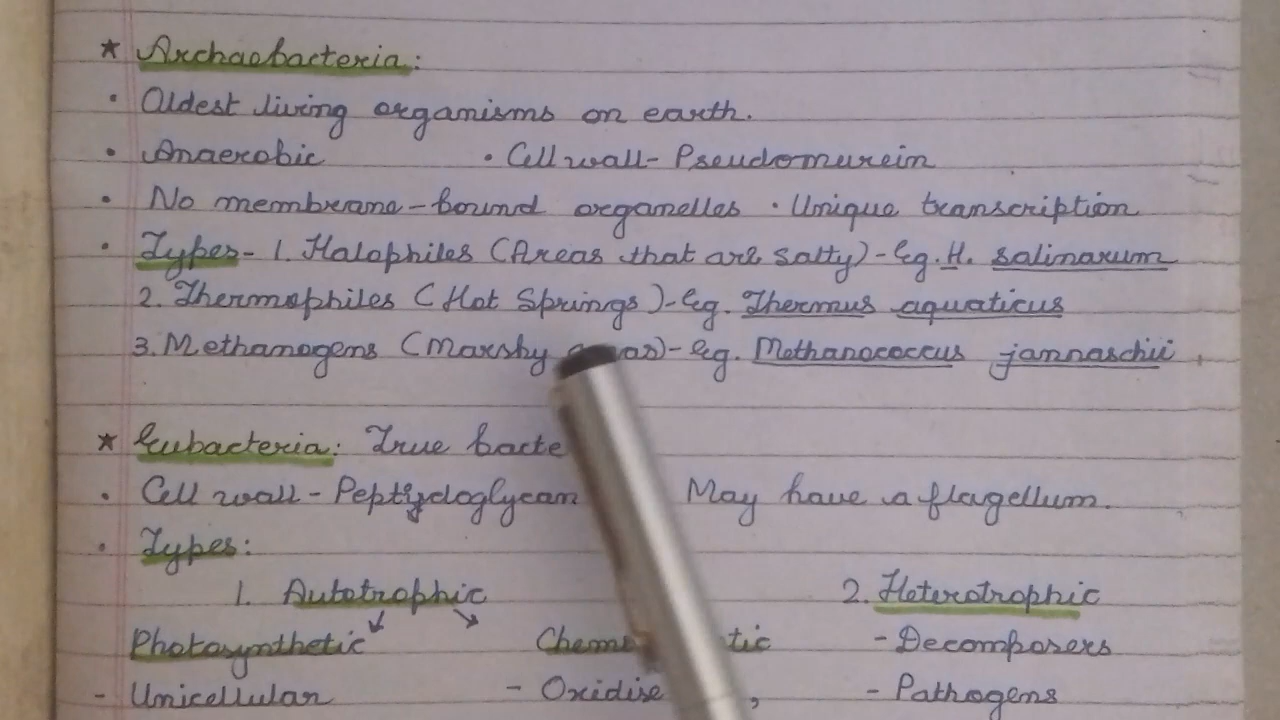 ★ Archaebacteria:
• Oldest living organisms on earth.
• Anaerobic • Cell wall- Pseudomurein
• No membrane-bound organelles • Unique transcription
• Types- 1. Halophiles (Areas that are salty)- Eg. H. salinarum
2. Thermophiles (Hot Springs)- Eg. Thermus aquaticus
3. Methanogens (Marshy - Eg. Methanococcus jannaschii
★ Eubacteria: True
• Cell wall- Peptidoglycan May have a flagellum.
• Types:
1. Autotrophic 2. Heterotrophic
Photosynthetic - Decomposers
- Unicellular - Oxidise , - Pathogens